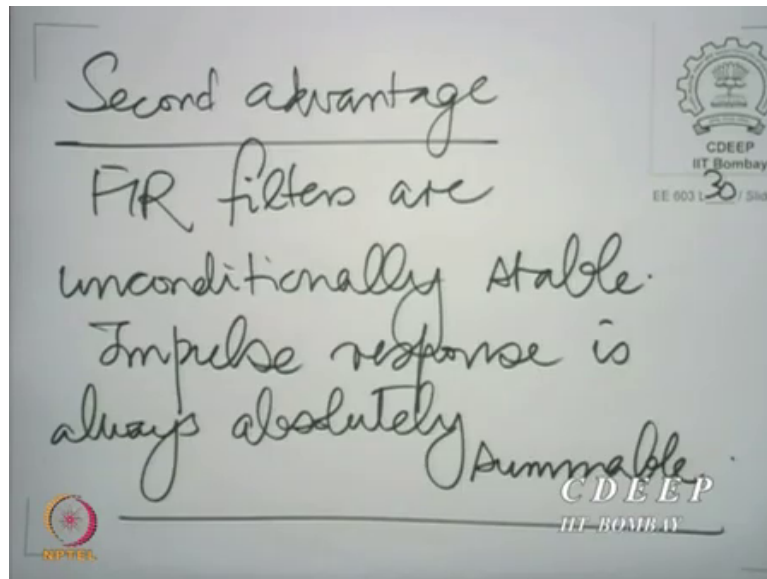 Second advantage
FIR filters are
unconditionally stable.
Impulse response is
always absolutely
summable.
CDEEP
IIT Bombay
EE 603 L 30 / Slid
CDEEP
IIT BOMBAY
NPTEL